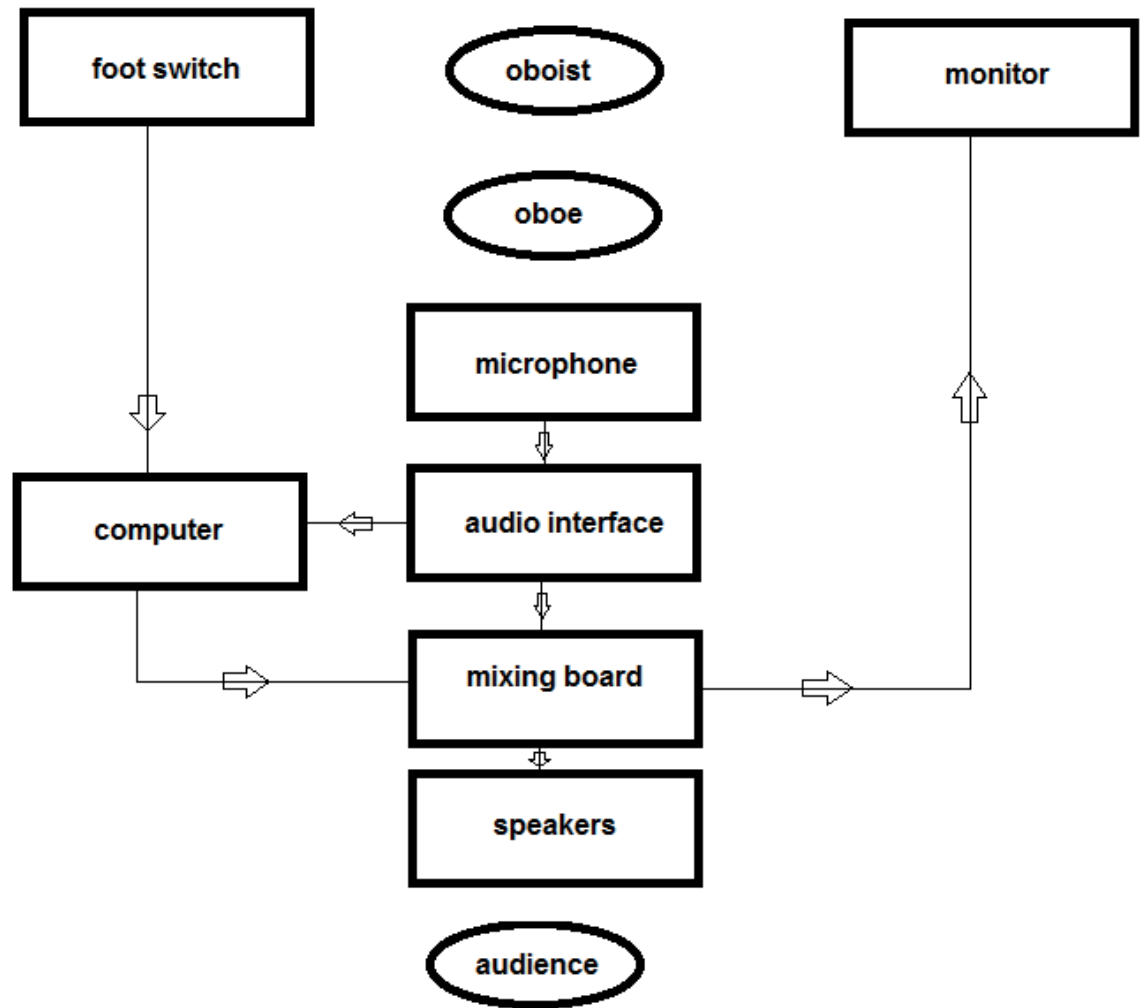 foot switch
oboist
monitor
oboe
microphone
computer
audio interface
mixing board
speakers
audience